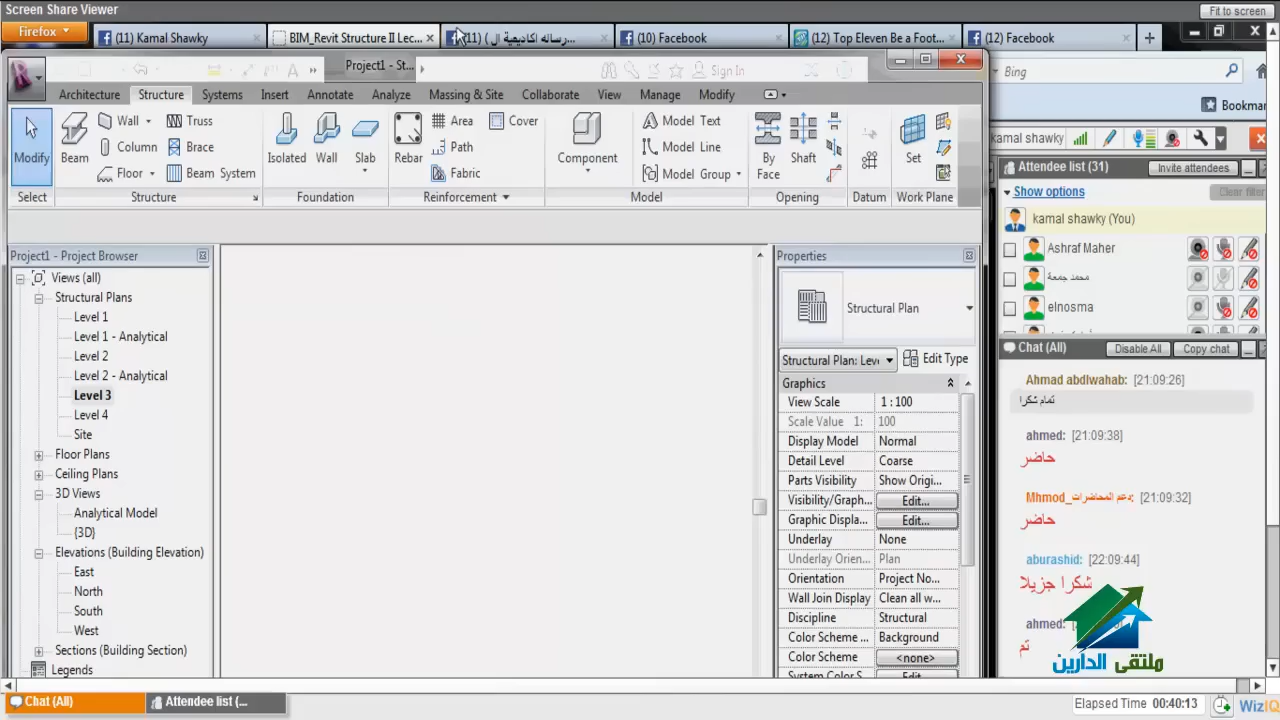 Screen Share Viewer
Fit to screen
Firefox
(11) Kamal Shawky
BIM_Revit Structure II Lec...
(11)
(10) Facebook
(12) Top Eleven Be a Foot...
(12) Facebook
Project1 - St...
Sign In
Bing
Architecture
Structure
Systems
Insert
Annotate
Analyze
Massing & Site
Collaborate
View
Manage
Modify
Bookmar
Modify
Beam
Wall
Column
Floor
Truss
Brace
Beam System
Isolated
Wall
Slab
Rebar
Area
Path
Fabric
Cover
Component
Model Text
Model Line
Model Group
By Face
Shaft
Set
Select
Structure
Foundation
Reinforcement
Model
Opening
Datum
Work Plane
kamal shawky
Attendee list (31)
Invite attendees
Show options
Clear filter
kamal shawky (You)
Ashraf Maher
محمد جمعة
elnosma
Project1 - Project Browser
Views (all)
Structural Plans
Level 1
Level 1 - Analytical
Level 2
Level 2 - Analytical
Level 3
Level 4
Site
Floor Plans
Ceiling Plans
3D Views
Analytical Model
{3D}
Elevations (Building Elevation)
East
North
South
West
Sections (Building Section)
Legends
Properties
Structural Plan
Structural Plan: Leve
Edit Type
Graphics
View Scale 1 : 100
Scale Value 1: 100
Display Model Normal
Detail Level Coarse
Parts Visibility Show Origi...
Visibility/Graph... Edit...
Graphic Displa... Edit...
Underlay None
Underlay Orien... Plan
Orientation Project No...
Wall Join Display Clean all w...
Discipline Structural
Color Scheme ... Background
Color Scheme <none>
System Color S... Edit...
Chat (All)
Disable All
Copy chat
Ahmad abdlwahab: [21:09:26]
تمام شكرا
ahmed: [21:09:38]
حاضر
Mhmod_دعم المحاضرات: [21:09:32]
حاضر
aburashid: [22:09:44]
شكرا جزيلا
ahmed:
تم
ملتقى الدارين
Chat (All)
Attendee list (...
Elapsed Time 00:40:13
WizIQ